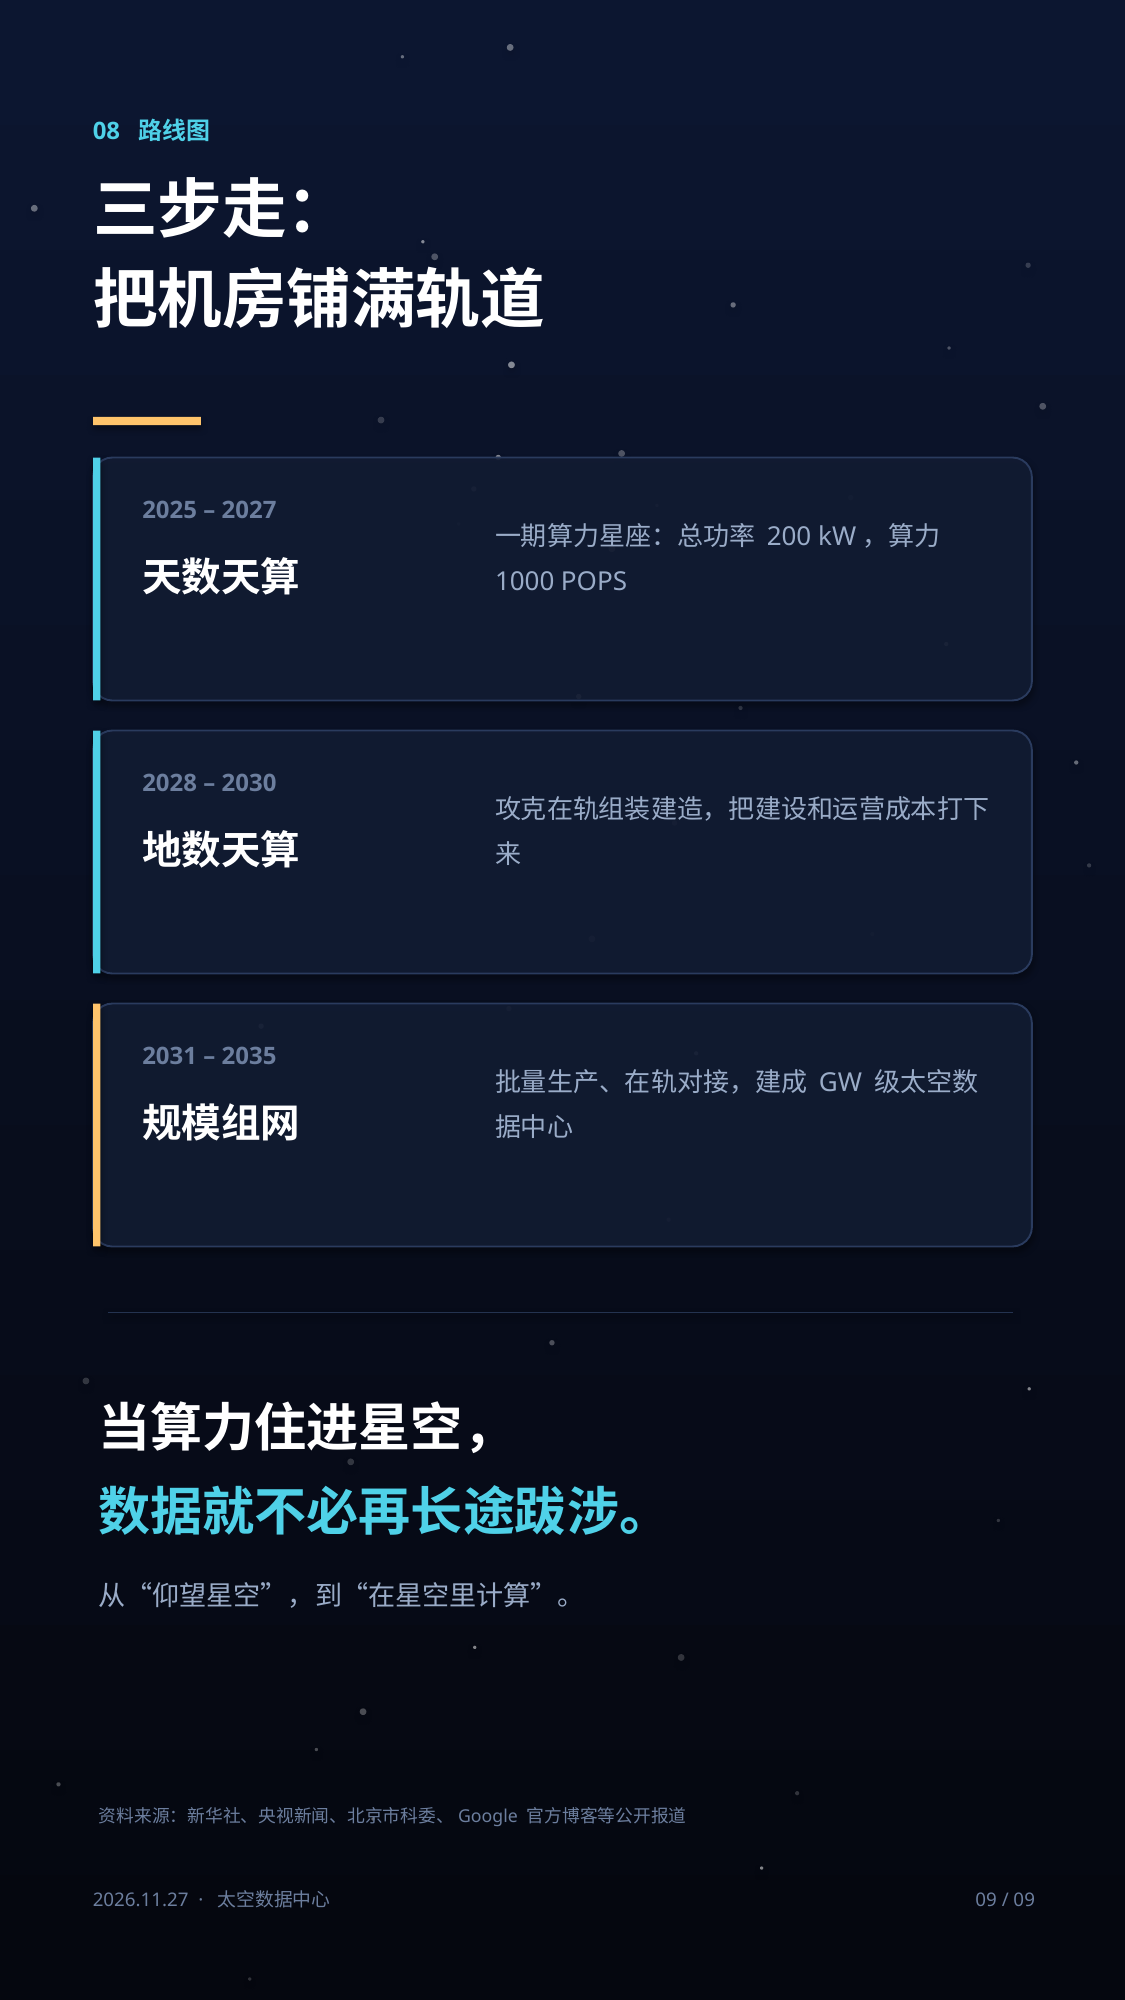 08 路线图
三步走：
把机房铺满轨道
2025 – 2027
天数天算
一期算力星座：总功率 200 kW，算力
1000 POPS
2028 – 2030
地数天算
攻克在轨组装建造，把建设和运营成本打下
来
2031 – 2035
规模组网
批量生产、在轨对接，建成 GW 级太空数
据中心
当算力住进星空，
数据就不必再长途跋涉。
从“仰望星空”，到“在星空里计算”。
资料来源：新华社、央视新闻、北京市科委、Google 官方博客等公开报道
2026.11.27 · 太空数据中心
09 / 09